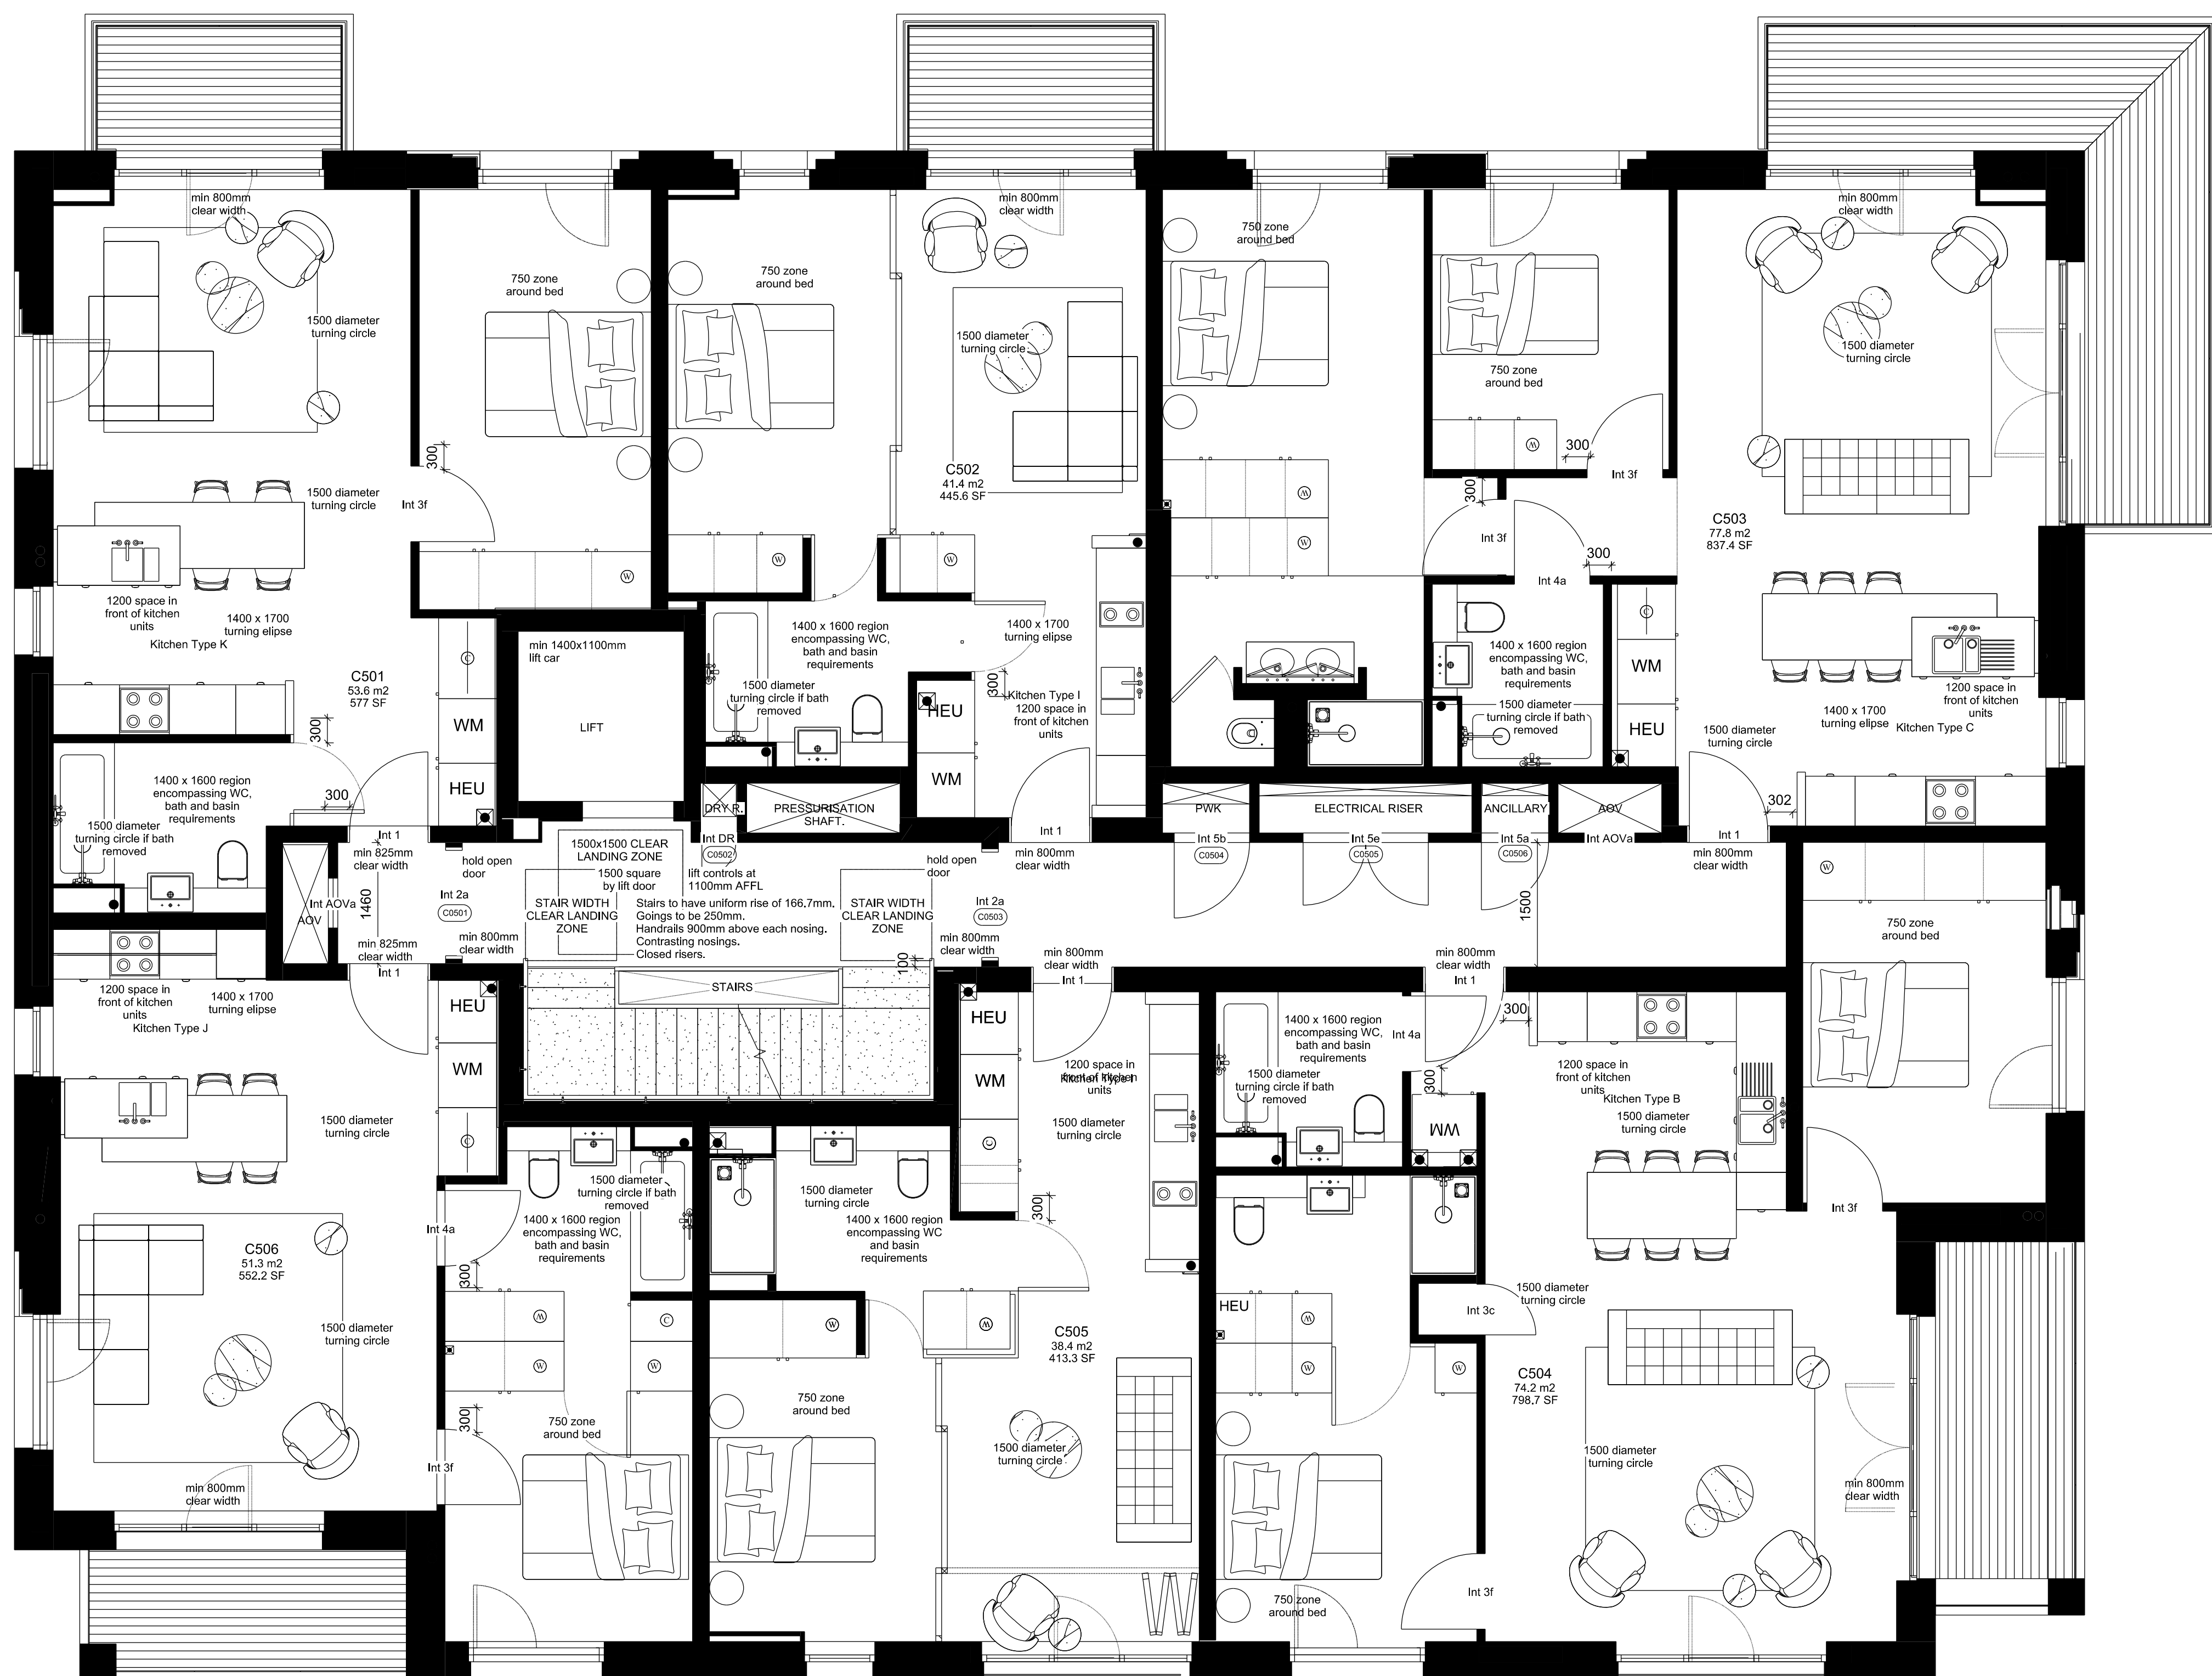 min 800mm
clear width
min 800mm
clear width
min 800mm
clear width
750 zone
around bed
750 zone
around bed
750 zone
around bed
750 zone
around bed
1500 diameter
turning circle
1500 diameter
turning circle
1500 diameter
turning circle
1500 diameter
turning circle
300
Int 3f
W
C502
41.4 m2
445.6 SF
W
W
W
W
W
300
300
Int 3f
Int 3f
300
Int 4a
C503
77.8 m2
837.4 SF
1200 space in
front of kitchen
units
Kitchen Type K
1400 x 1700
turning elipse
C501
53.6 m2
577 SF
300
C
WM
HEU
min 1400x1100mm
lift car
LIFT
1400 x 1600 region
encompassing WC,
bath and basin
requirements
1500 diameter
turning circle if bath
removed
1400 x 1700
turning elipse
300
Kitchen Type I
1200 space in
front of kitchen
units
HEU
WM
1400 x 1600 region
encompassing WC,
bath and basin
requirements
1500 diameter
turning circle if bath
removed
C
WM
HEU
1500 diameter
turning circle
1400 x 1700
turning elipse
1200 space in
front of kitchen
units
Kitchen Type C
302
1400 x 1600 region
encompassing WC,
bath and basin
requirements
1500 diameter
turning circle if bath
removed
300
Int 1
min 825mm
clear width
1460
Int AOVa
AOV
min 825mm
clear width
Int 1
hold open
door
Int 2a
C0501
min 800mm
clear width
DRY R.
PRESSURISATION
SHAFT.
Int DR
C0502
1500x1500 CLEAR
LANDING ZONE
1500 square
by lift door
lift controls at
1100mm AFFL
STAIR WIDTH
CLEAR LANDING
ZONE
Stairs to have uniform rise of 166.7mm.
Goings to be 250mm.
Handrails 900mm above each nosing.
Contrasting nosings.
Closed risers.
STAIR WIDTH
CLEAR LANDING
ZONE
100
STAIRS
hold open
door
Int 2a
C0503
min 800mm
clear width
Int 1
min 800mm
clear width
PWK
ELECTRICAL RISER
ANCILLARY
AOV
Int 5b
C0504
Int 5e
C0505
Int 5a
C0506
Int AOVa
1500
Int 1
min 800mm
clear width
min 800mm
clear width
Int 1
min 800mm
clear width
Int 1
W
750 zone
around bed
Int 3f
1200 space in
front of kitchen
units
Kitchen Type J
1400 x 1700
turning elipse
HEU
WM
C
1500 diameter
turning circle
C506
51.3 m2
552.2 SF
1500 diameter
turning circle
min 800mm
clear width
Int 4a
300
1500 diameter
turning circle if bath
removed
1400 x 1600 region
encompassing WC,
bath and basin
requirements
W
C
W
W
300
Int 3f
750 zone
around bed
1500 diameter
turning circle
1400 x 1600 region
encompassing WC
and basin
requirements
HEU
WM
C
300
1200 space in
front of kitchen
units
Kitchen Type I
1500 diameter
turning circle
W
W
C505
38.4 m2
413.3 SF
750 zone
around bed
1500 diameter
turning circle
1400 x 1600 region
encompassing WC,
bath and basin
requirements
1500 diameter
turning circle if bath
removed
Int 4a
300
WM
300
1200 space in
front of kitchen
units
Kitchen Type B
1500 diameter
turning circle
HEU
W
W
W
Int 3c
1500 diameter
turning circle
C504
74.2 m2
798.7 SF
1500 diameter
turning circle
min 800mm
clear width
Int 3f
750 zone
around bed